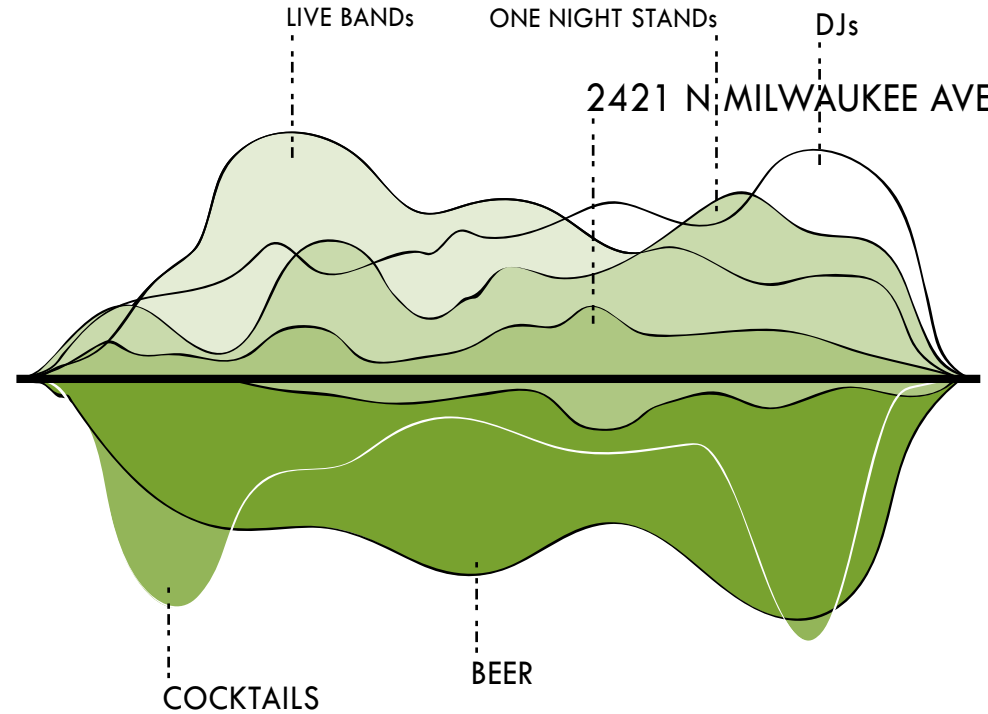 LIVE BANDs
ONE NIGHT STANDs
DJs
2421 N MILWAUKEE AVE
BEER
COCKTAILS